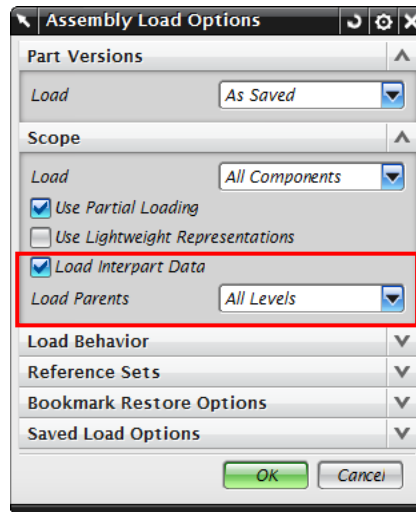 Assembly Load Options
Part Versions
Load As Saved
Scope
Load All Components
Use Partial Loading
Use Lightweight Representations
Load Interpart Data
Load Parents All Levels
Load Behavior
Reference Sets
Bookmark Restore Options
Saved Load Options
OK Cancel